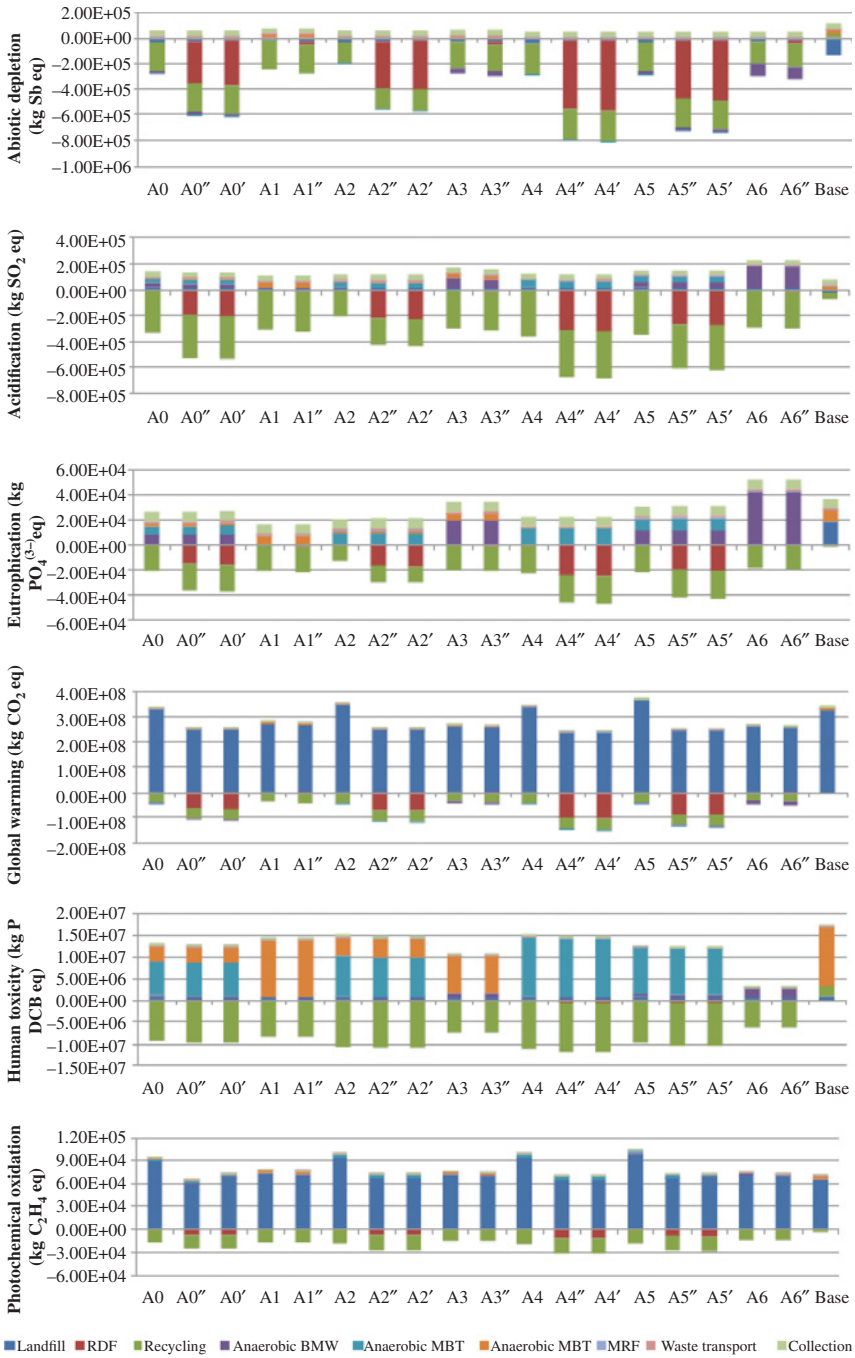 Abiotic depletion
(kg Sb eq)
2.00E+05
0.00E+00
−2.00E+05
−4.00E+05
−6.00E+05
−8.00E+05
−1.00E+06
A0 A0″ A0′ A1 A1″ A2 A2″ A2′ A3 A3″ A4 A4″ A4′ A5 A5″ A5′ A6 A6″ Base
Acidification (kg SO2 eq)
4.00E+05
2.00E+05
0.00E+00
−2.00E+05
−4.00E+05
−6.00E+05
−8.00E+05
A0 A0″ A0′ A1 A1″ A2 A2″ A2′ A3 A3″ A4 A4″ A4′ A5 A5″ A5′ A6 A6″ Base
Eutrophication (kg
PO4(3−)eq)
6.00E+04
4.00E+04
2.00E+04
0.00E+00
−2.00E+04
−4.00E+04
−6.00E+04
A0 A0″ A0′ A1 A1″ A2 A2″ A2′ A3 A3″ A4 A4″ A4′ A5 A5″ A5′ A6 A6″ Base
Global warming (kg CO2 eq)
4.00E+08
3.00E+08
2.00E+08
1.00E+08
0.00E+00
−1.00E+08
−2.00E+08
A0 A0″ A0′ A1 A1″ A2 A2″ A2′ A3 A3″ A4 A4″ A4′ A5 A5″ A5′ A6 A6″ Base
Human toxicity (kg P
DCB eq)
2.00E+07
1.50E+07
1.00E+07
5.00E+06
0.00E+00
−5.00E+06
−1.00E+07
−1.50E+07
A0 A0″ A0′ A1 A1″ A2 A2″ A2′ A3 A3″ A4 A4″ A4′ A5 A5″ A5′ A6 A6″ Base
Photochemical oxidation
(kg C2H4 eq)
1.20E+05
9.00E+04
6.00E+04
3.00E+04
0.00E+00
−3.00E+04
−6.00E+04
A0 A0″ A0′ A1 A1″ A2 A2″ A2′ A3 A3″ A4 A4″ A4′ A5 A5″ A5′ A6 A6″ Base
Landfill RDF Recycling Anaerobic BMW Anaerobic MBT Anaerobic MBT MRF Waste transport Collection